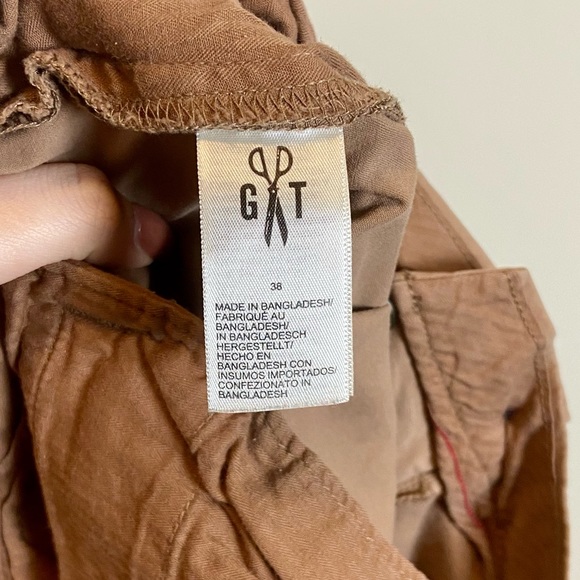 G T
38
MADE IN BANGLADESH/
FABRIQUÉ AU
BANGLADESH/
IN BANGLADESCH
HERGESTELLT/
HECHO EN
BANGLADESH CON
INSUMOS IMPORTADOS/
CONFEZIONATO IN
BANGLADESH